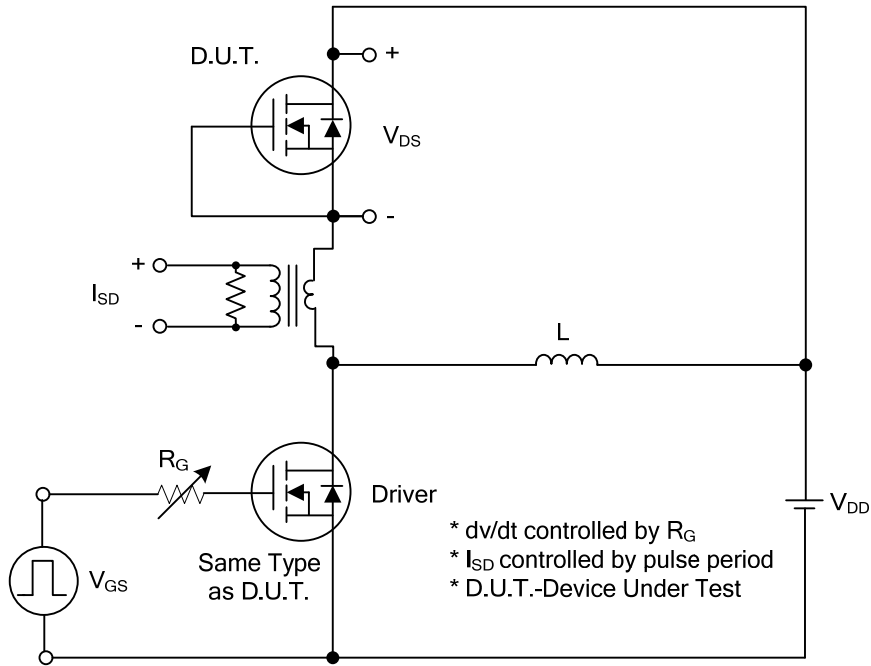 D.U.T.
+
VDS
-
+
ISD
-
L
RG
Driver
VDD
Same Type
as D.U.T.
VGS
* dv/dt controlled by RG
* ISD controlled by pulse period
* D.U.T.-Device Under Test